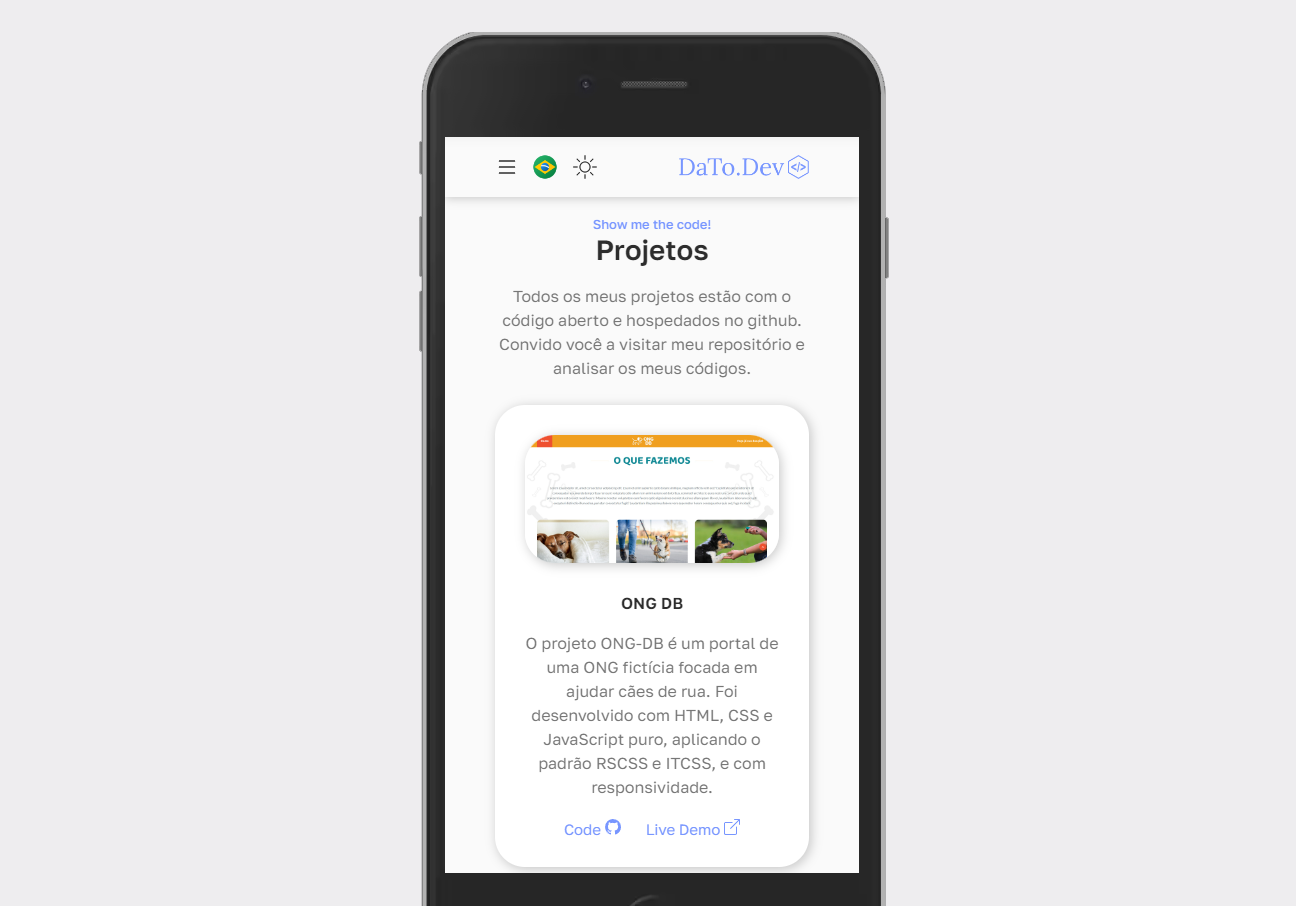 DaTo.Dev
Show me the code!
Projetos
Todos os meus projetos estão com o
código aberto e hospedados no github.
Convido você a visitar meu repositório e
analisar os meus códigos.
O QUE FAZEMOS
ONG DB
O projeto ONG-DB é um portal de
uma ONG fictícia focada em
ajudar cães de rua. Foi
desenvolvido com HTML, CSS e
JavaScript puro, aplicando o
padrão RSCSS e ITCSS, e com
responsividade.
Code
Live Demo